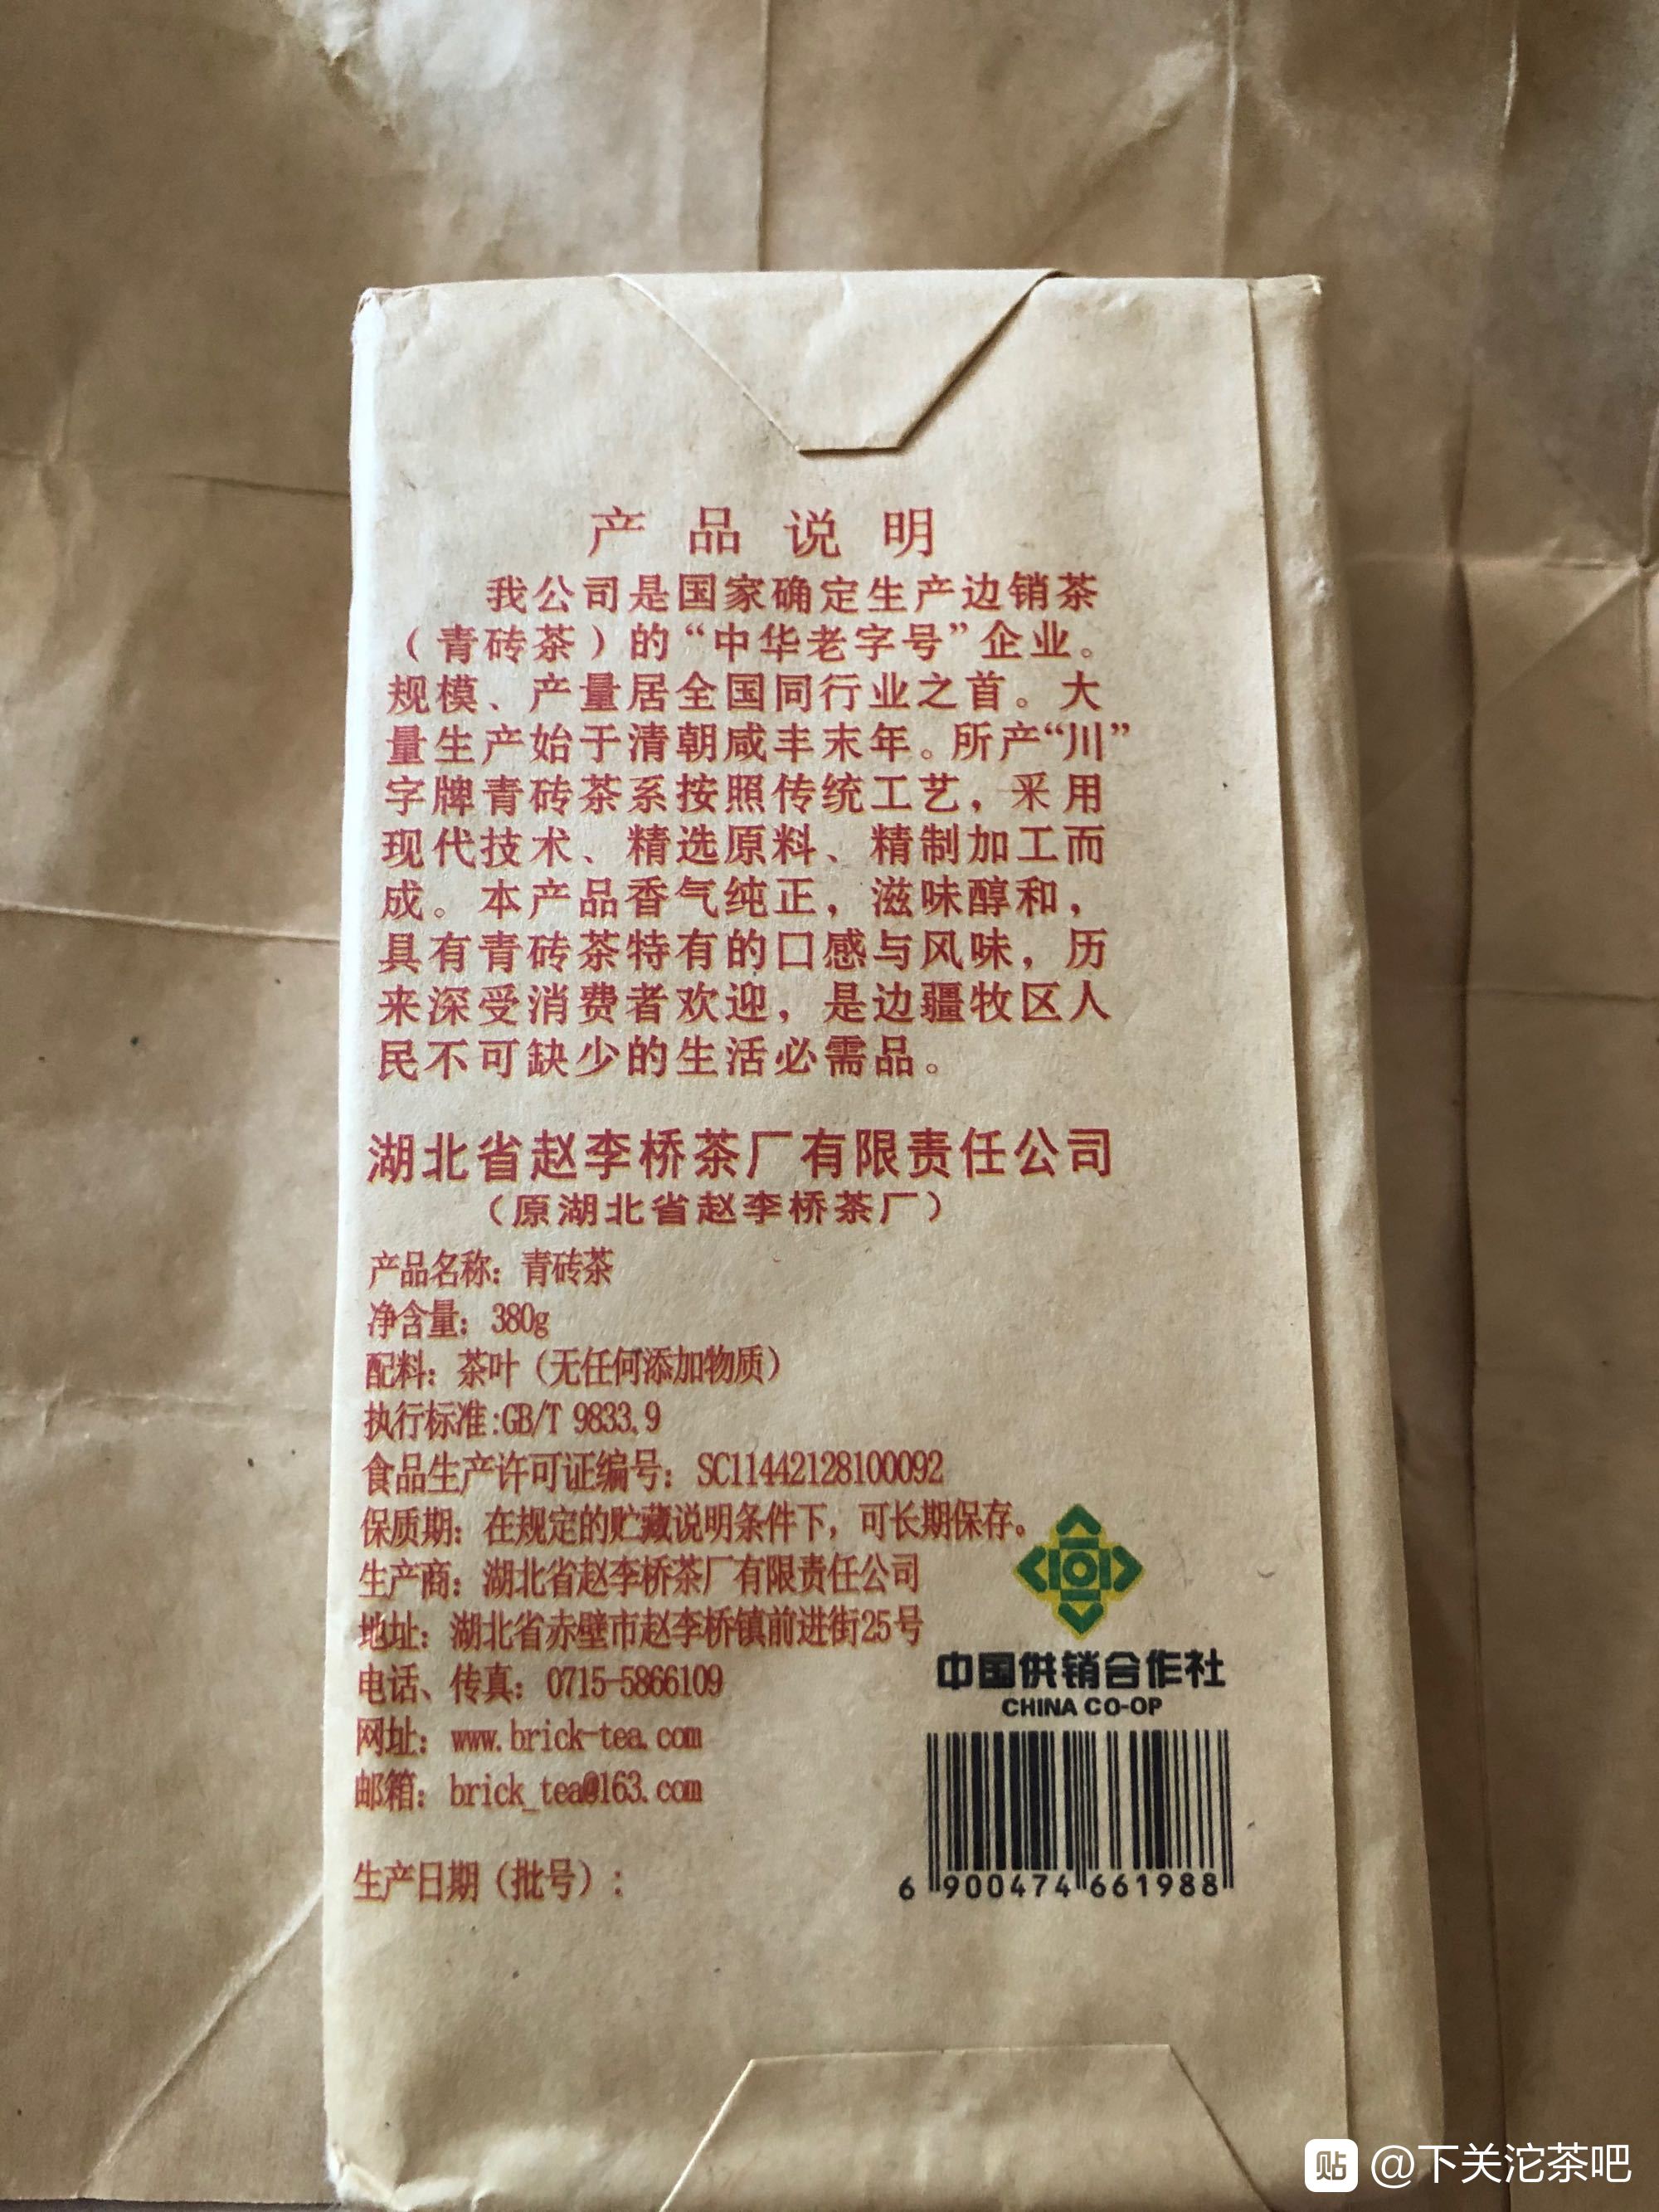 产品说明
我公司是国家确定生产边销茶
（青砖茶）的“中华老字号”企业。
规模、产量居全国同行业之首。大
量生产始于清朝咸丰末年。所产“川”
字牌青砖茶系按照传统工艺，采用
现代技术、精选原料、精制加工而
成。本产品香气纯正，滋味醇和，
具有青砖茶特有的口感与风味，历
来深受消费者欢迎，是边疆牧区人
民不可缺少的生活必需品。
湖北省赵李桥茶厂有限责任公司
（原湖北省赵李桥茶厂）
产品名称：青砖茶
净含量：380g
配料：茶叶（无任何添加物质）
执行标准:GB/T 9833.9
食品生产许可证编号：SC11442128100092
保质期：在规定的贮藏说明条件下，可长期保存。
生产商：湖北省赵李桥茶厂有限责任公司
地址：湖北省赤壁市赵李桥镇前进街25号
电话、传真：0715-5866109
网址：www.brick-tea.com
邮箱：brick_tea@163.com
生产日期（批号）：
中国供销合作社
CHINA CO-OP
6 900474 661988
贴 @下关沱茶吧